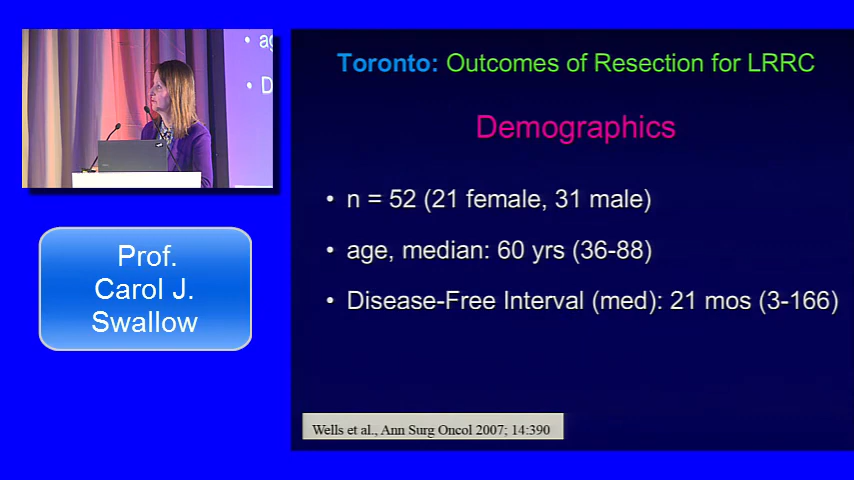 • a
• D
Prof.
Carol J.
Swallow
Toronto: Outcomes of Resection for LRRC
Demographics
• n = 52 (21 female, 31 male)
• age, median: 60 yrs (36-88)
• Disease-Free Interval (med): 21 mos (3-166)
Wells et al., Ann Surg Oncol 2007; 14:390